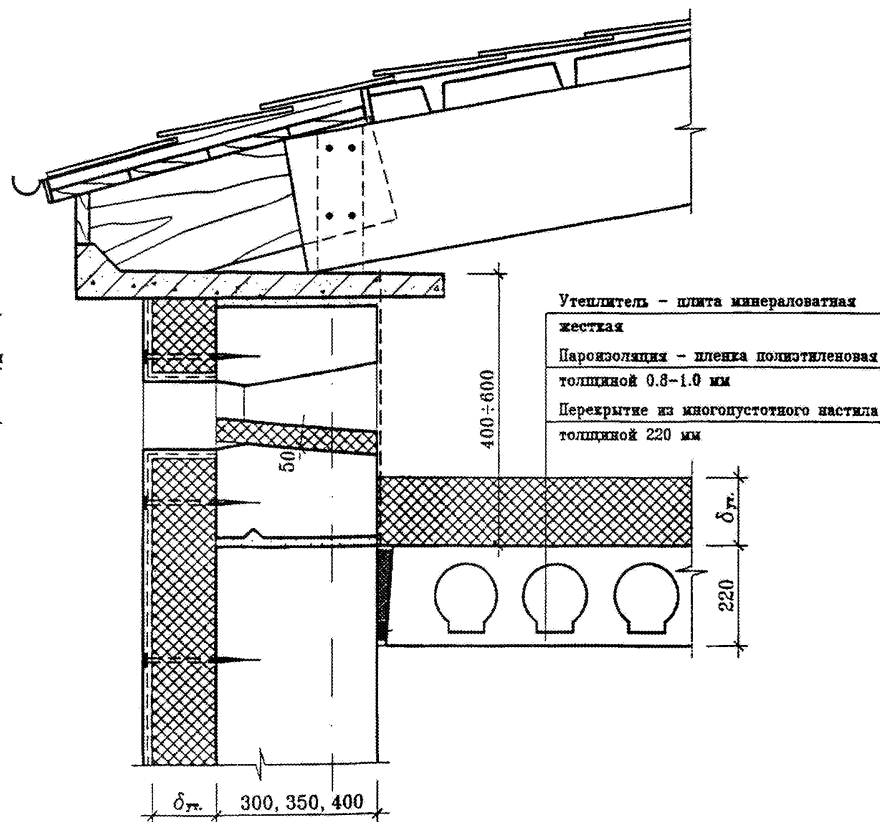 Утеплитель – плита минераловатная
жесткая
Пароизоляция – пленка полиэтиленовая
толщиной 0.8-1.0 мм
Перекрытие из многопустотного настила
толщиной 220 мм
400÷600
50
δут.
220
δут.
300, 350, 400